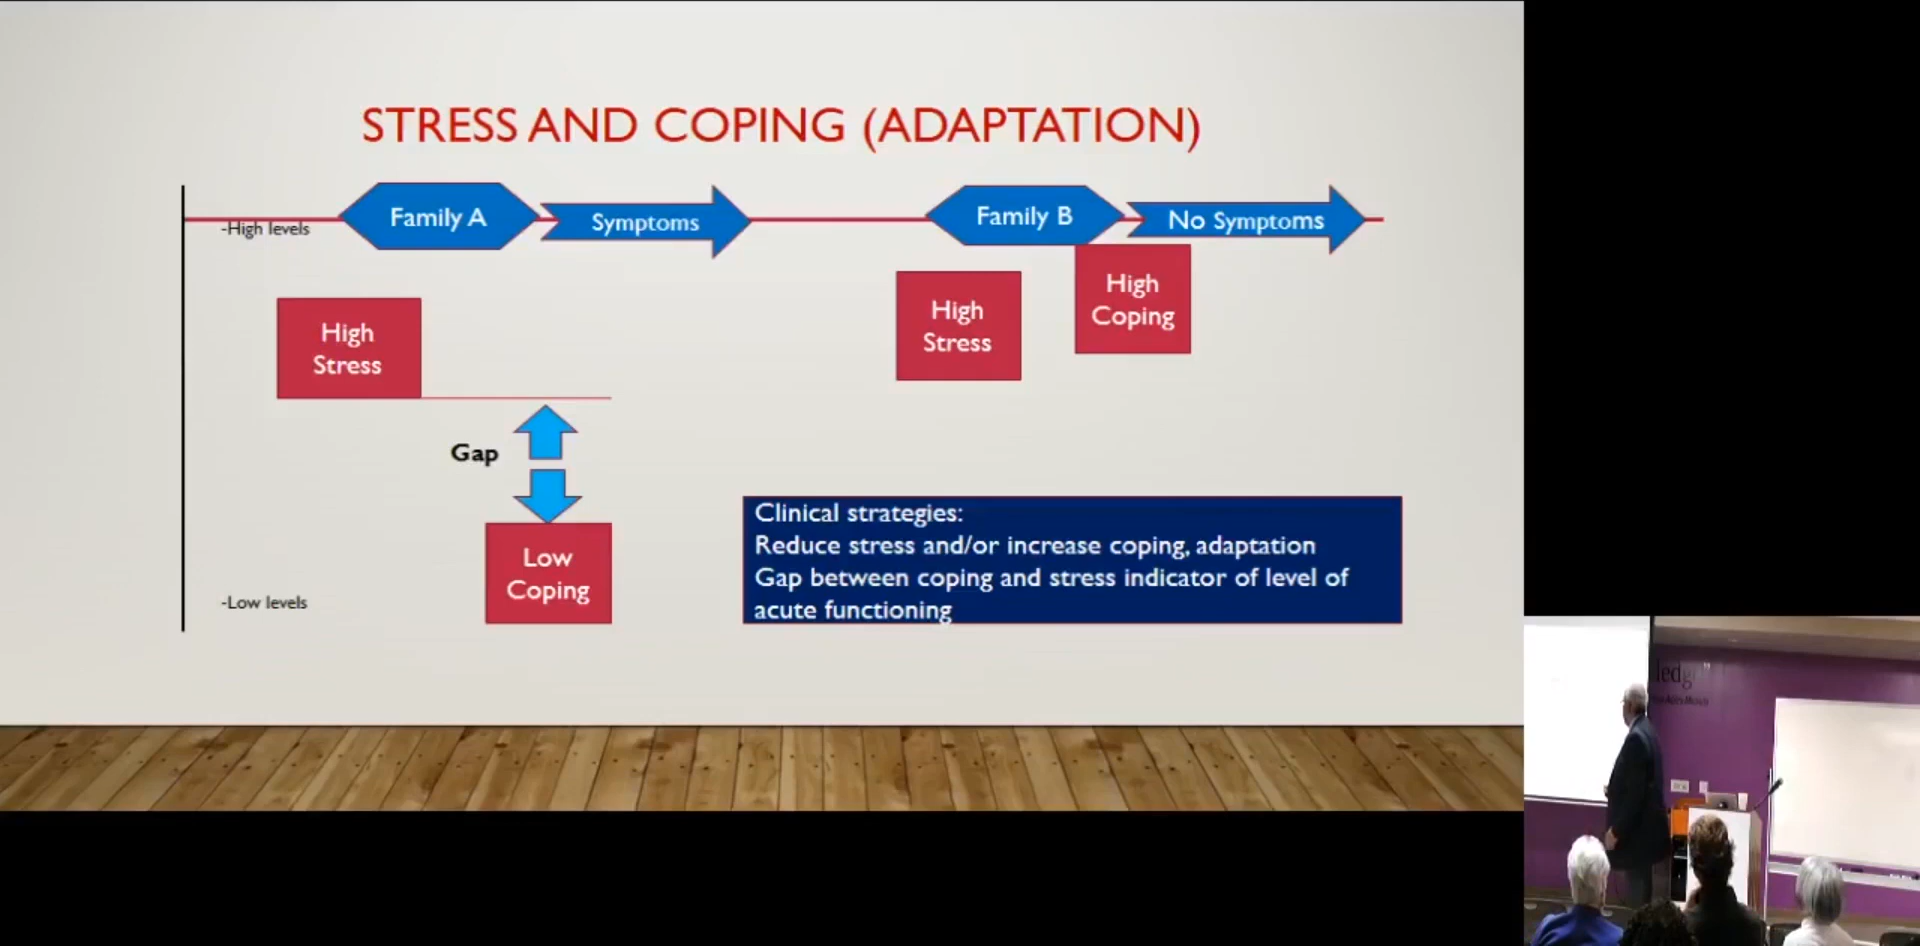 STRESS AND COPING (ADAPTATION)
-High levels
Family A
Symptoms
Family B
No Symptoms
High
Stress
High
Stress
High
Coping
Gap
Low
Coping
-Low levels
Clinical strategies:
Reduce stress and/or increase coping, adaptation
Gap between coping and stress indicator of level of
acute functioning